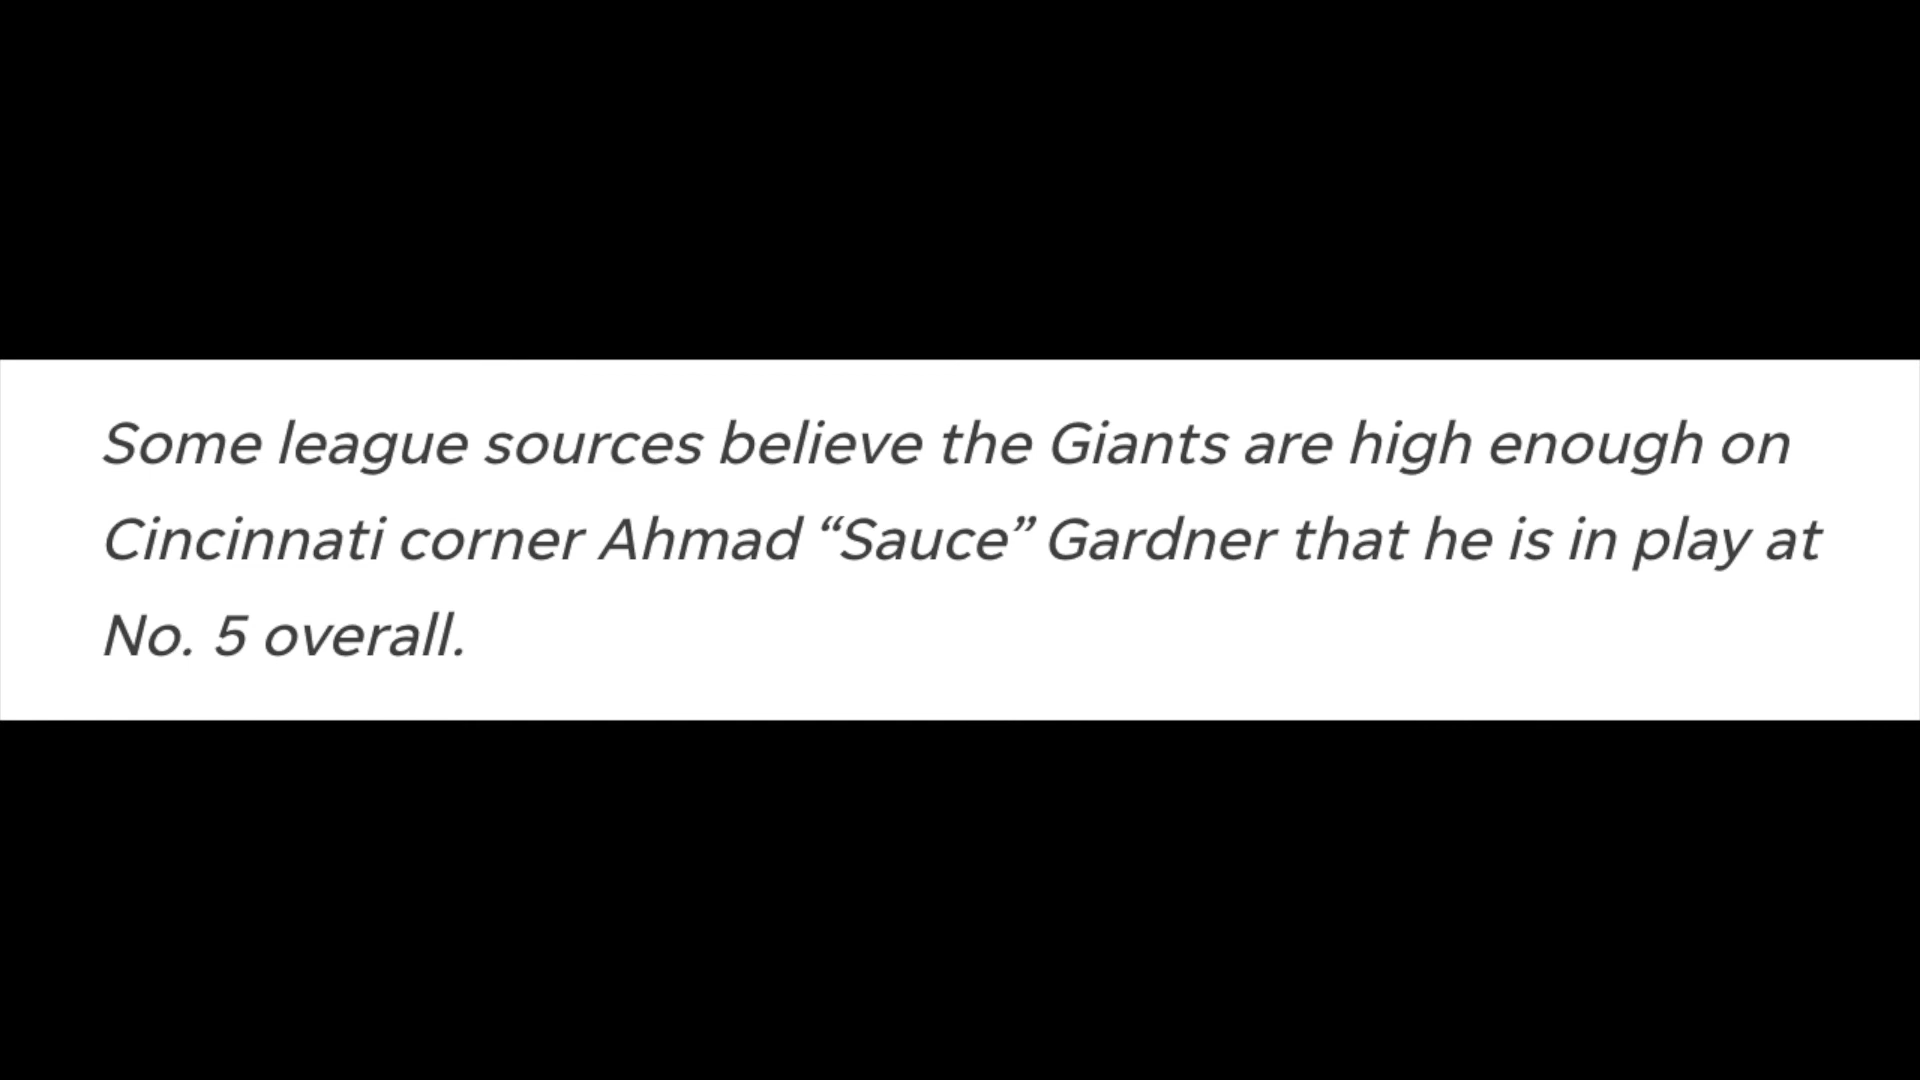 Some league sources believe the Giants are high enough on
Cincinnati corner Ahmad “Sauce” Gardner that he is in play at
No. 5 overall.